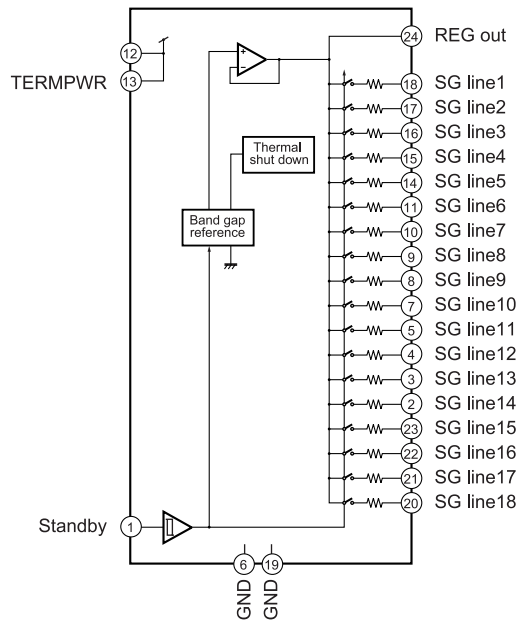 24 REG out
12
TERMPWR 13
+
−
18 SG line1
17 SG line2
16 SG line3
Thermal
shut down
15 SG line4
14 SG line5
11 SG line6
Band gap
reference
10 SG line7
9 SG line8
8 SG line9
7 SG line10
5 SG line11
4 SG line12
3 SG line13
2 SG line14
23 SG line15
22 SG line16
21 SG line17
20 SG line18
Standby 1
6 19
GND GND